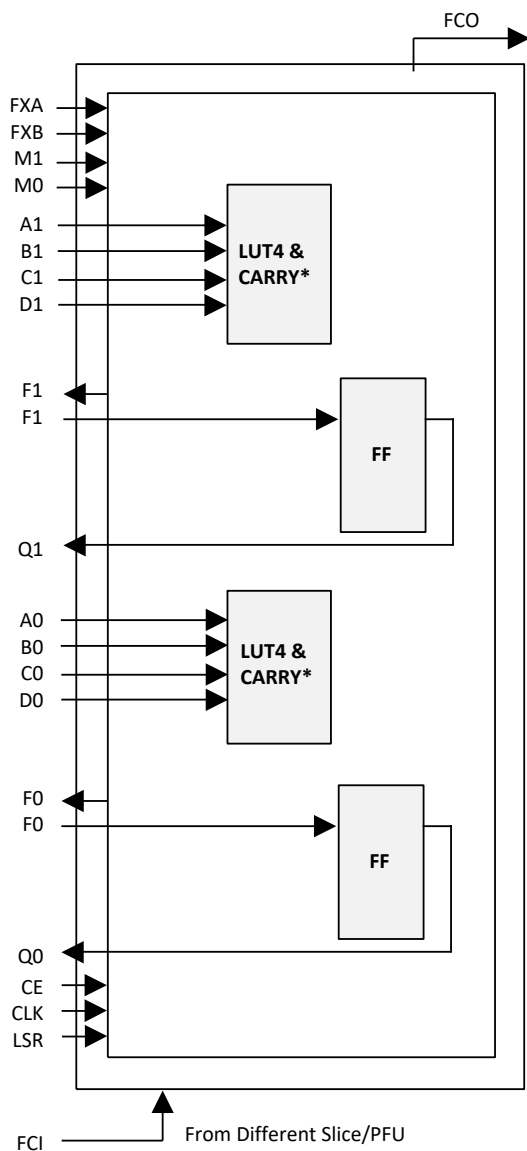 FCO
FXA
FXB
M1
M0
A1
B1
C1
D1
LUT4 &
CARRY*
F1
F1
FF
Q1
A0
B0
C0
D0
LUT4 &
CARRY*
F0
F0
FF
Q0
CE
CLK
LSR
FCI
From Different Slice/PFU